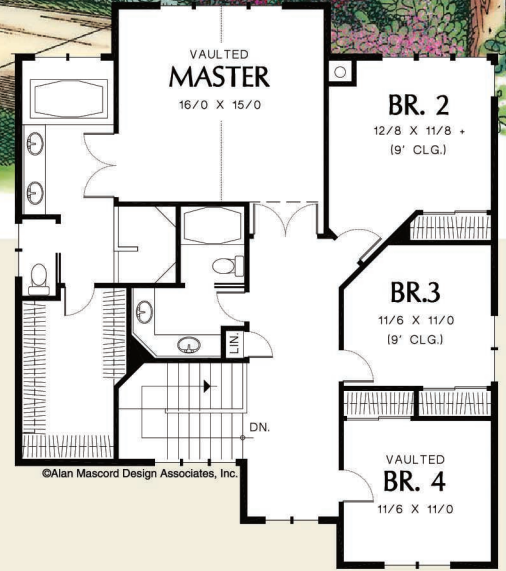 VAULTED
MASTER
16/0 X 15/0
BR. 2
12/8 X 11/8 +
(9' CLG.)
BR.3
11/6 X 11/0
(9' CLG.)
LIN.
DN.
VAULTED
BR. 4
11/6 X 11/0
©Alan Mascord Design Associates, Inc.